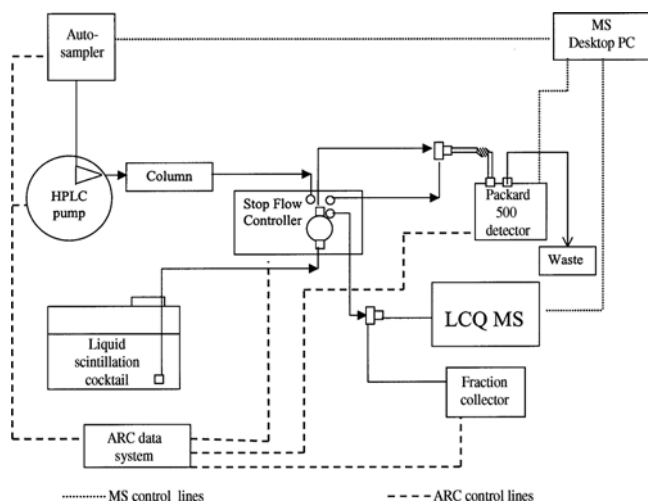 Auto-
sampler
MS
Desktop PC
HPLC
pump
Column
Stop Flow
Controller
Packard
500
detector
Waste
Liquid
scintillation
cocktail
LCQ MS
Fraction
collector
ARC data
system
MS control lines
ARC control lines